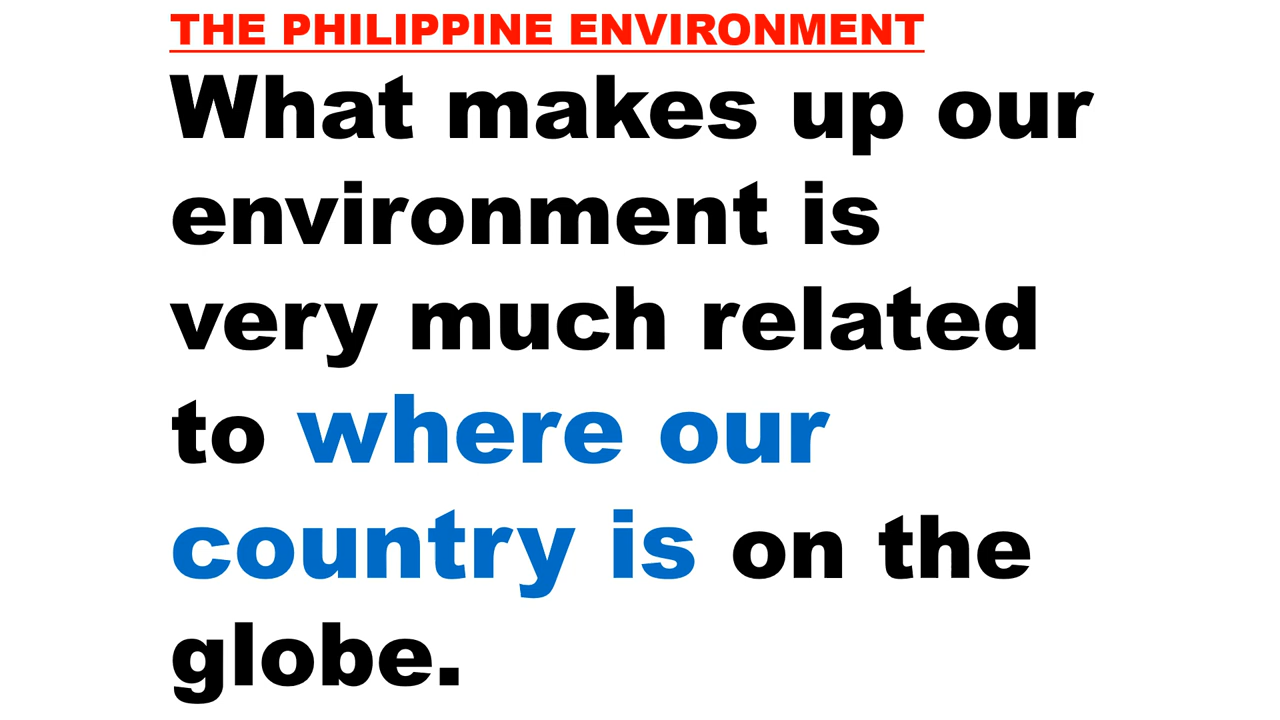 THE PHILIPPINE ENVIRONMENT
What makes up our
environment is
very much related
to where our
country is on the
globe.